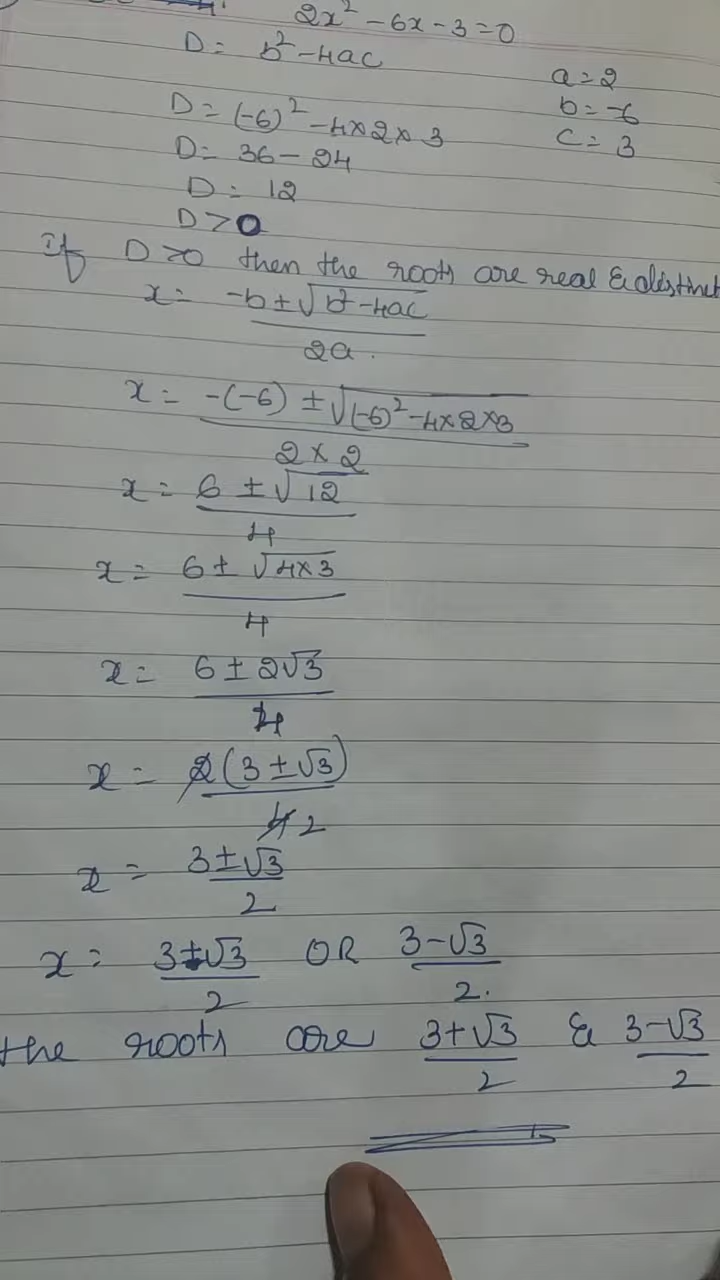 2x² - 6x - 3 = 0
D = b² - 4ac
a = 2
b = -6
D = (-6)² - 4×2×3
c = 3
D = 36 - 24
D = 12
D > 0
If D > 0 then the roots are real & distinct
x = -b ± √b² - 4ac / 2a.
x = -(-6) ± √(-6)² - 4×2×3 / 2×2
x = 6 ± √12 / 4
x = 6 ± √4×3 / 4
x = 6 ± 2√3 / 4
x = 2(3 ± √3) / 4 2
x = 3 ± √3 / 2
x = 3+√3 / 2 OR 3-√3 / 2.
the roots are 3+√3 / 2 & 3-√3 / 2